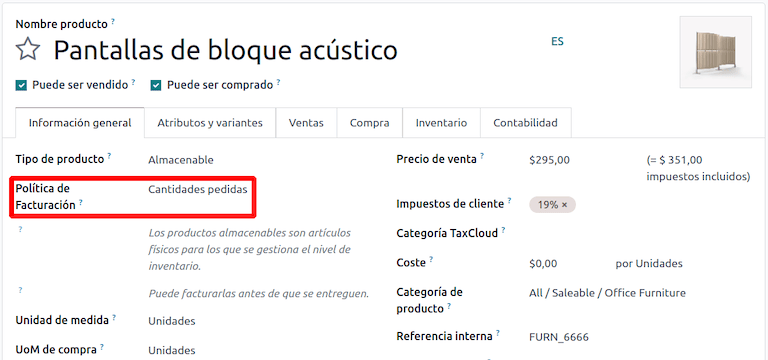 Nombre producto ?
Pantallas de bloque acústico
ES
Puede ser vendido ? Puede ser comprado ?
Información general Atributos y variantes Ventas Compra Inventario Contabilidad
Tipo de producto ? Almacenable
Política de Facturación ? Cantidades pedidas
? Los productos almacenables son artículos
físicos para los que se gestiona el nivel de
inventario.
? Puede facturarlas antes de que se entreguen.
Unidad de medida ? Unidades
UoM de compra ? Unidades
Precio de venta ? $295,00 (= $ 351,00
impuestos incluidos)
Impuestos de cliente ? 19% ×
Categoría TaxCloud
Coste ? $0,00 por Unidades
Categoría de
producto ? All / Saleable / Office Furniture
Referencia interna ? FURN_6666